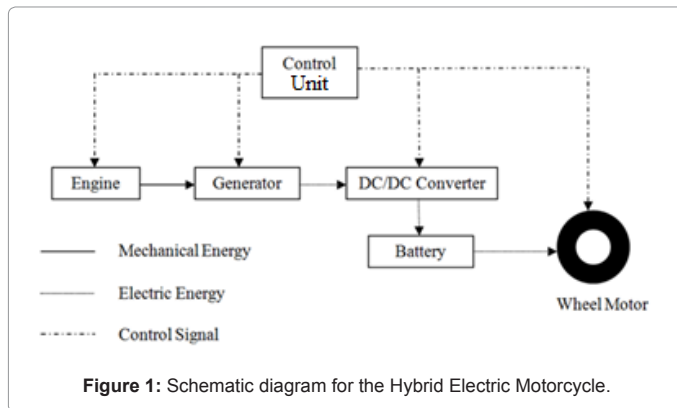 Control
Unit
Engine
Generator
DC/DC Converter
Mechanical Energy
Battery
Electric Energy
Wheel Motor
Control Signal
Figure 1: Schematic diagram for the Hybrid Electric Motorcycle.